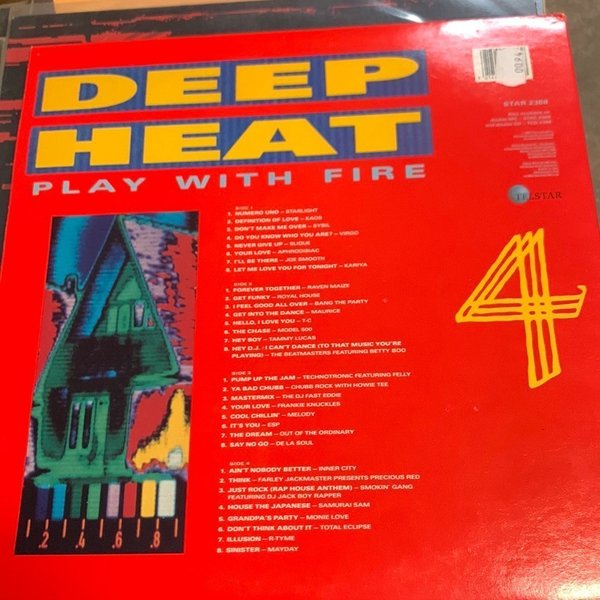 DEEP
HEAT
PLAY WITH FIRE
0094
STAR 2388
TELSTAR
4
SIDE 1
1. NUMERO UNO – STARLIGHT
2. DEFINITION OF LOVE – KAOS
3. DON'T MAKE ME OVER – SYBIL
4. DO YOU KNOW WHO YOU ARE? – VIRGO
5. NEVER GIVE UP – SUBLIE
6. YOUR LOVE – APHRODISIAC
7. I'LL BE THERE – JOE SMOOTH
8. LET ME LOVE YOU FOR TONIGHT – KARIYA
SIDE 2
1. FOREVER TOGETHER – RAVEN MAIZE
2. GET FUNKY – ROYAL HOUSE
3. I FEEL GOOD ALL OVER – BANG THE PARTY
4. GET INTO THE DANCE – MAURICE
5. HELLO, I LOVE YOU – T-C
6. THE CHASE – MODEL 500
7. HEY BOY – TAMMY LUCAS
8. HEY D.J. / I CAN'T DANCE (TO THAT MUSIC YOU'RE
PLAYING) – THE BEATMASTERS FEATURING BETTY BOO
SIDE 3
1. PUMP UP THE JAM – TECHNOTRONIC FEATURING FELLY
2. YA BAD CHUBB – CHUBB ROCK WITH HOWIE TEE
3. MASTERMIX – THE DJ FAST EDDIE
4. YOUR LOVE – FRANKIE KNUCKLES
5. COOL CHILLIN' – MELODY
6. IT'S YOU – ESP
7. THE DREAM – OUT OF THE ORDINARY
8. SAY NO GO – DE LA SOUL
SIDE 4
1. AIN'T NOBODY BETTER – INNER CITY
2. THINK – FARLEY JACKMASTER PRESENTS PRECIOUS RED
3. JUST ROCK (RAP HOUSE ANTHEM) – SMOKIN' GANG
FEATURING DJ JACK BOY RAPPER
4. HOUSE THE JAPANESE – SAMURAI SAM
5. GRANDPA'S PARTY – MONIE LOVE
6. DON'T THINK ABOUT IT – TOTAL ECLIPSE
7. ILLUSION – R-TYME
8. SINISTER – MAYDAY
.2 .4 .6 .8